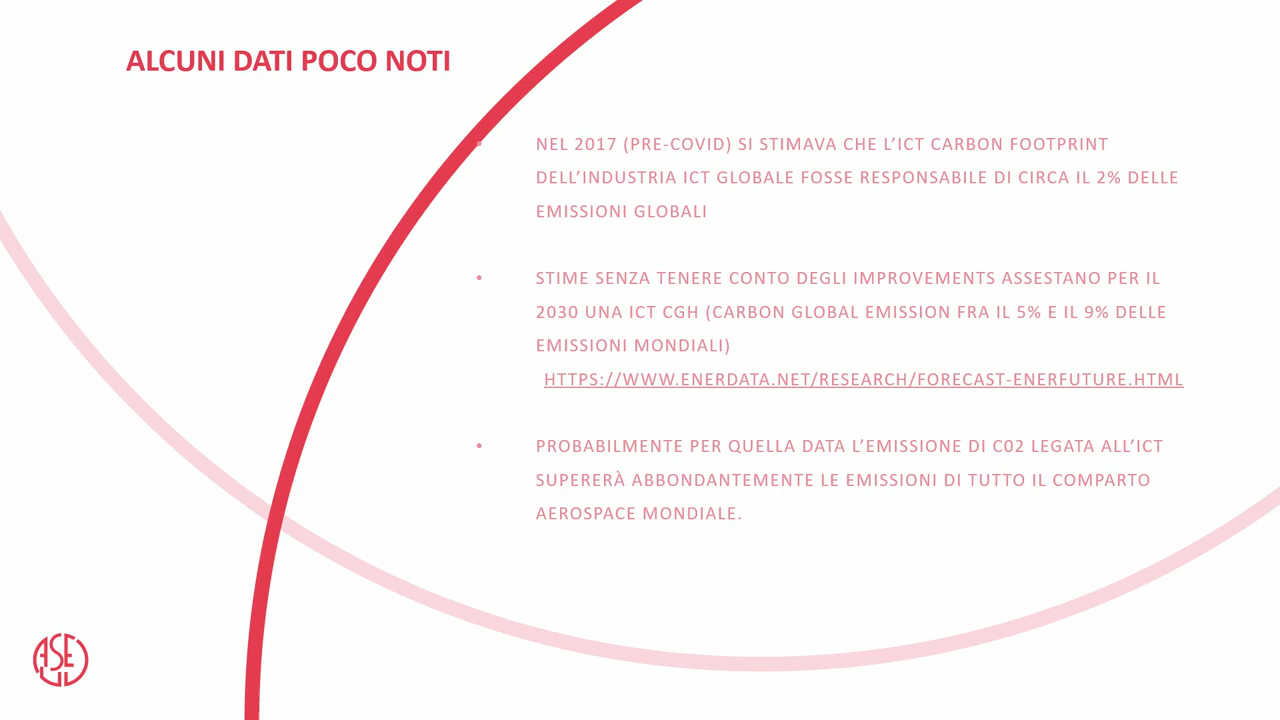 ALCUNI DATI POCO NOTI
• NEL 2017 (PRE-COVID) SI STIMAVA CHE L’ICT CARBON FOOTPRINT
DELL’INDUSTRIA ICT GLOBALE FOSSE RESPONSABILE DI CIRCA IL 2% DELLE
EMISSIONI GLOBALI
• STIME SENZA TENERE CONTO DEGLI IMPROVEMENTS ASSESTANO PER IL
2030 UNA ICT CGH (CARBON GLOBAL EMISSION FRA IL 5% E IL 9% DELLE
EMISSIONI MONDIALI)
HTTPS://WWW.ENERDATA.NET/RESEARCH/FORECAST-ENERFUTURE.HTML
• PROBABILMENTE PER QUELLA DATA L’EMISSIONE DI C02 LEGATA ALL’ICT
SUPERERÀ ABBONDANTEMENTE LE EMISSIONI DI TUTTO IL COMPARTO
AEROSPACE MONDIALE.